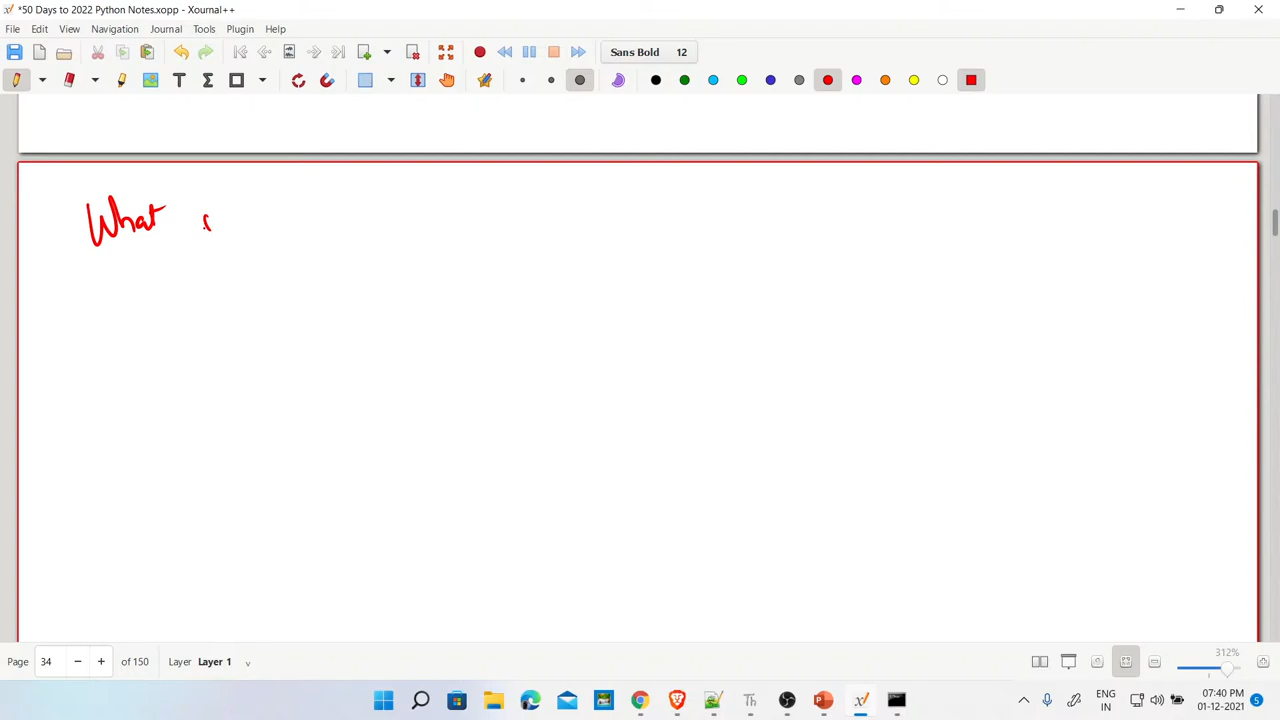 *50 Days to 2022 Python Notes.xopp - Xournal++
File Edit View Navigation Journal Tools Plugin Help
Sans Bold 12
What
Page 34 of 150 Layer Layer 1
312%
ENG
IN
07:40 PM
01-12-2021
5